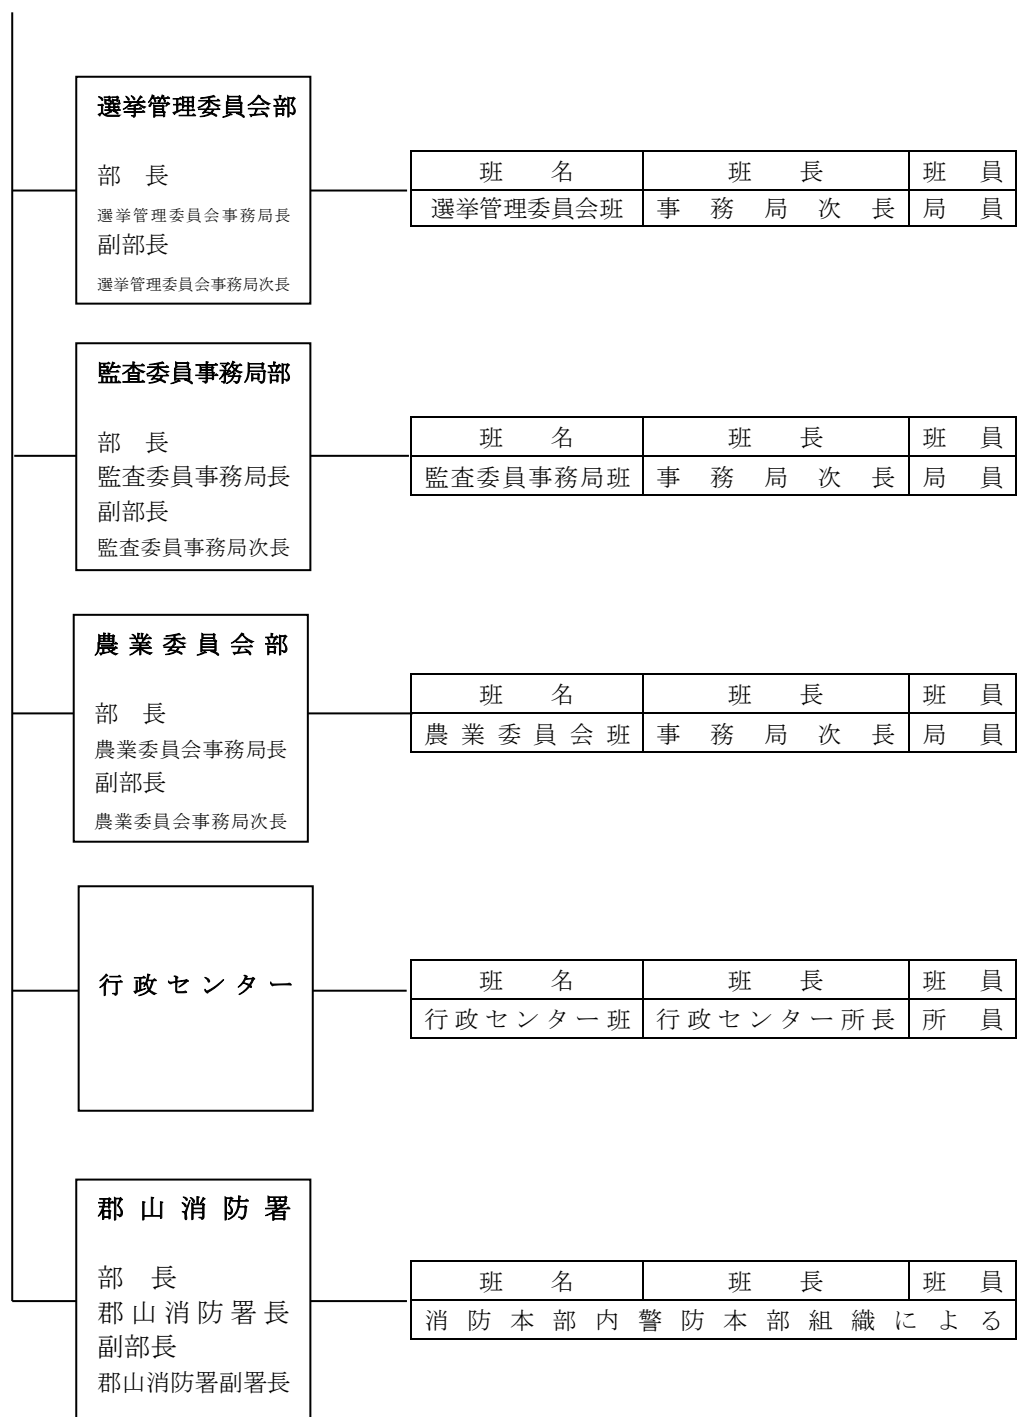 選挙管理委員会部
部　長
選挙管理委員会事務局長
副部長
選挙管理委員会事務局次長
班　名 班　長 班　員
選挙管理委員会班 事務局次長 局　員
監査委員事務局部
部　長
監査委員事務局長
副部長
監査委員事務局次長
班　名 班　長 班　員
監査委員事務局班 事務局次長 局　員
農業委員会部
部　長
農業委員会事務局長
副部長
農業委員会事務局次長
班　名 班　長 班　員
農業委員会班 事務局次長 局　員
行政センター
班　名 班　長 班　員
行政センター班 行政センター所長 所　員
郡山消防署
部　長
郡山消防署長
副部長
郡山消防署副署長
班　名 班　長 班　員
消防本部内警防本部組織による